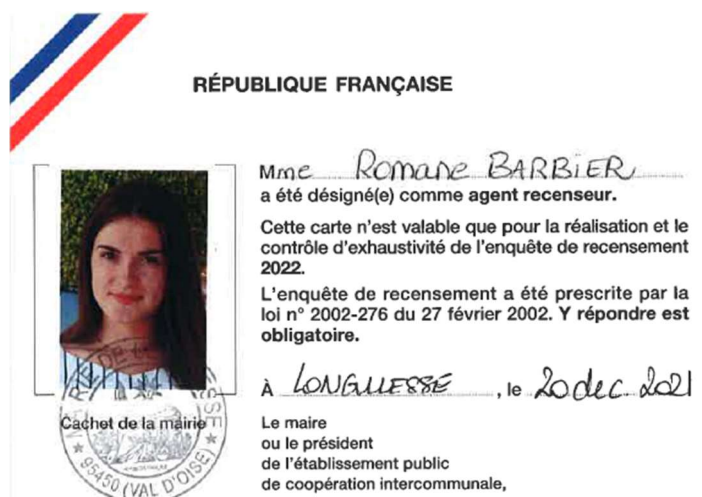 RÉPUBLIQUE FRANÇAISE
Mme Romane BARBiER
a été désigné(e) comme agent recenseur.
Cette carte n'est valable que pour la réalisation et le
contrôle d'exhaustivité de l'enquête de recensement
2022.
L'enquête de recensement a été prescrite par la
loi n° 2002-276 du 27 février 2002. Y répondre est
obligatoire.
À LONGUESSE, le 20 dec. 2021
Cachet de la mairie
MAIRIE DE
95450 (VAL D'OISE)
Le maire
ou le président
de l'établissement public
de coopération intercommunale,